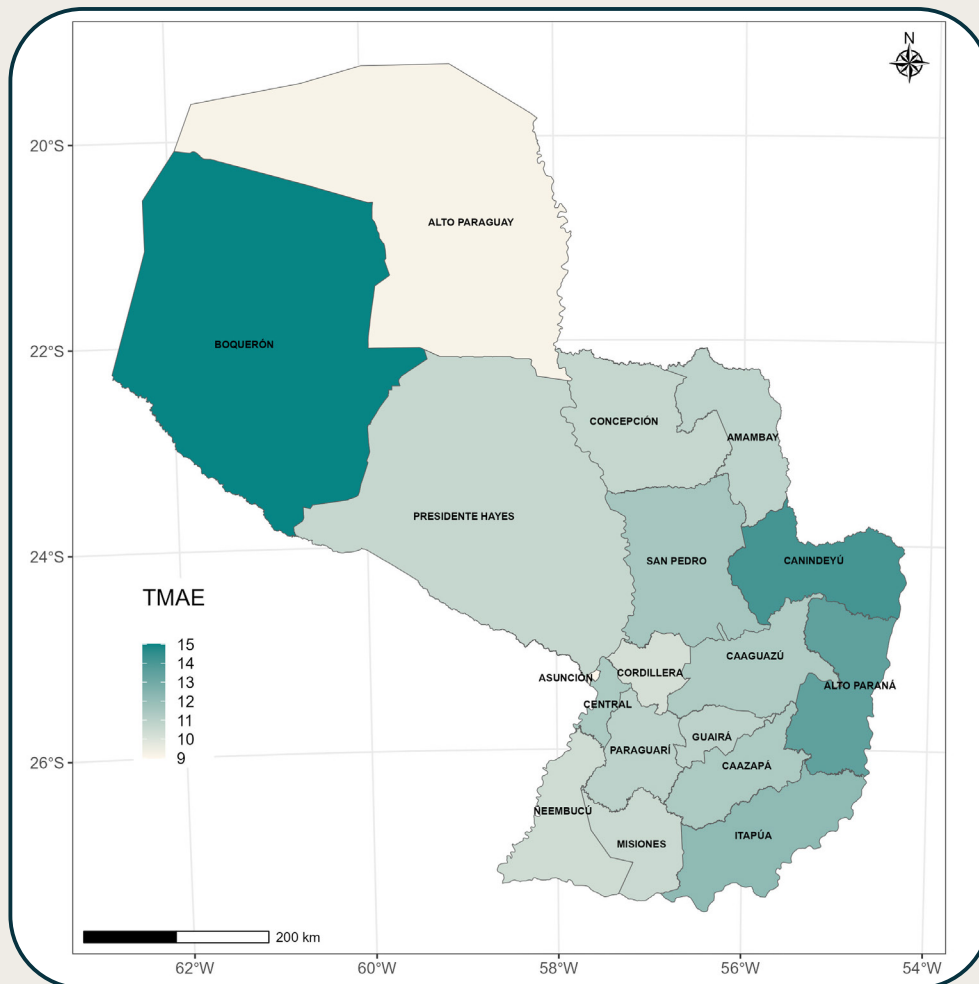 N
20°S
ALTO PARAGUAY
BOQUERÓN
22°S
CONCEPCIÓN
AMAMBAY
PRESIDENTE HAYES
24°S
SAN PEDRO
CANINDEYÚ
TMAE
15
14
13
12
11
10
9
CAAGUAZÚ
ASUNCIÓN
CORDILLERA
ALTO PARANÁ
CENTRAL
GUAIRÁ
PARAGUARÍ
26°S
CAAZAPÁ
ÑEEMBUCÚ
ITAPÚA
MISIONES
200 km
62°W
60°W
58°W
56°W
54°W